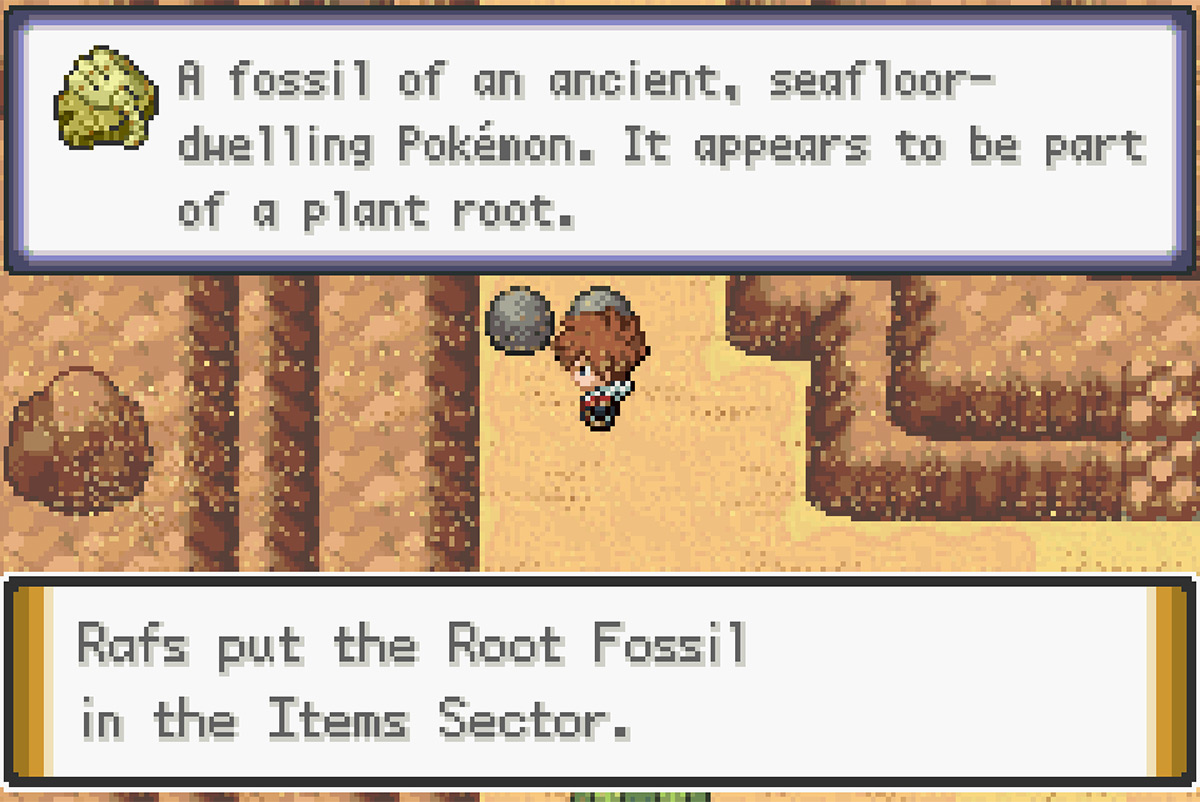 A fossil of an ancient, seafloor-
dwelling Pokémon. It appears to be part
of a plant root.
Rafs put the Root Fossil
in the Items Sector.